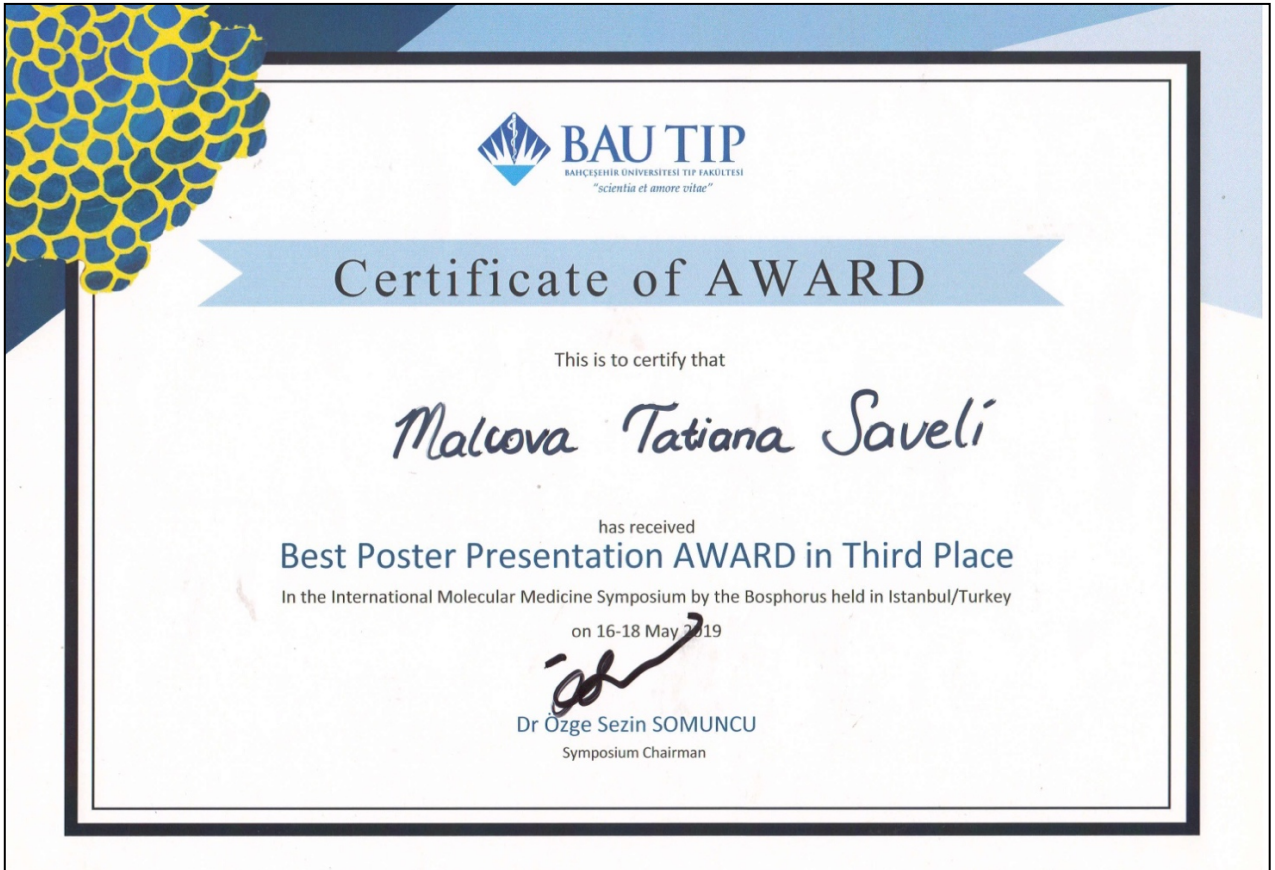 BAU TIP
BAHÇEŞEHİR ÜNİVERSİTESİ TIP FAKÜLTESİ
"scientia et amore vitae"
Certificate of AWARD
This is to certify that
Malcova Tatiana Saveli
has received
Best Poster Presentation AWARD in Third Place
In the International Molecular Medicine Symposium by the Bosphorus held in Istanbul/Turkey
on 16-18 May 2019
Dr Özge Sezin SOMUNCU
Symposium Chairman